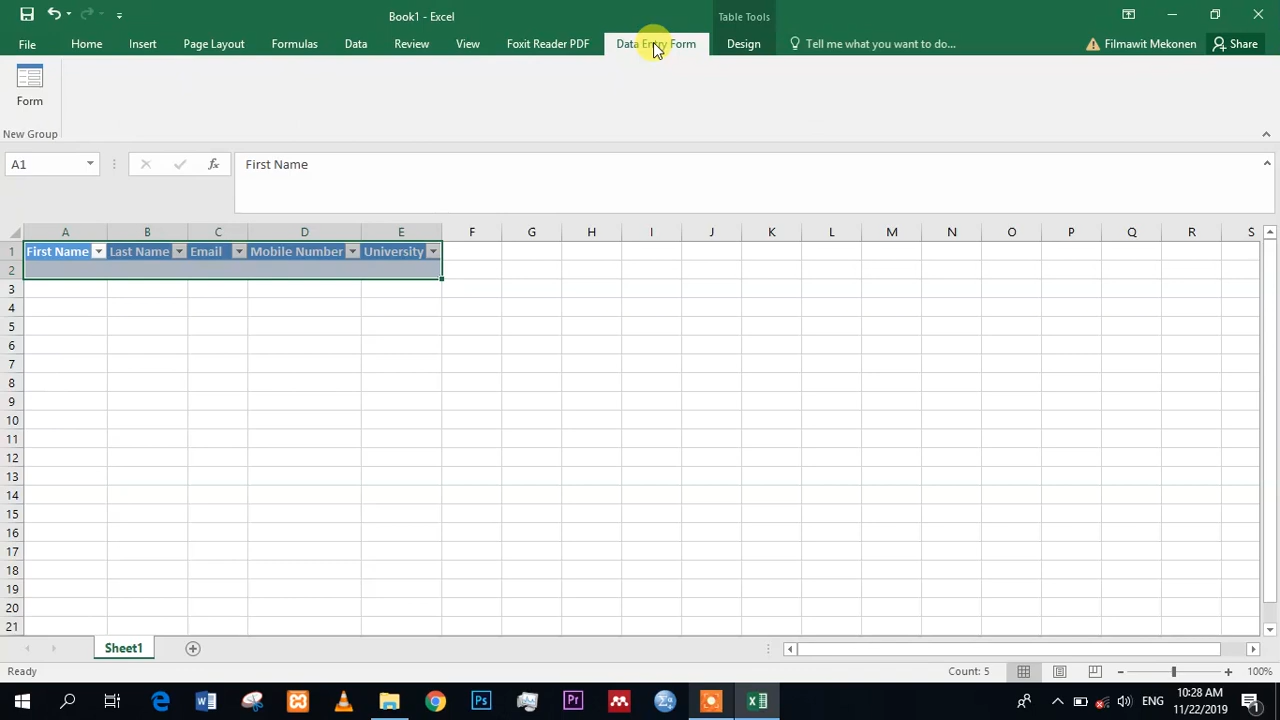 Book1 - Excel
Table Tools
File
Home
Insert
Page Layout
Formulas
Data
Review
View
Foxit Reader PDF
Data Entry Form
Design
Tell me what you want to do...
Filmawit Mekonen
Share
Form
New Group
A1
fx
First Name
A B C D E F G H I J K L M N O P Q R S
1 First Name Last Name Email Mobile Number University
2
3
4
5
6
7
8
9
10
11
12
13
14
15
16
17
18
19
20
21
Sheet1
Ready
Count: 5
100%
W
Ps
Pr
ENG
10:28 AM
11/22/2019
1